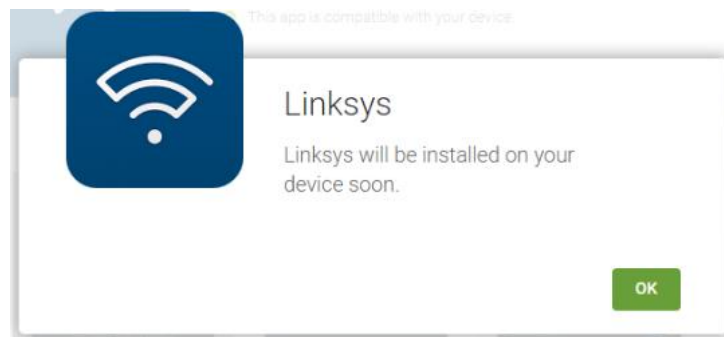 This app is compatible with your device.
Linksys
Linksys will be installed on your
device soon.
OK